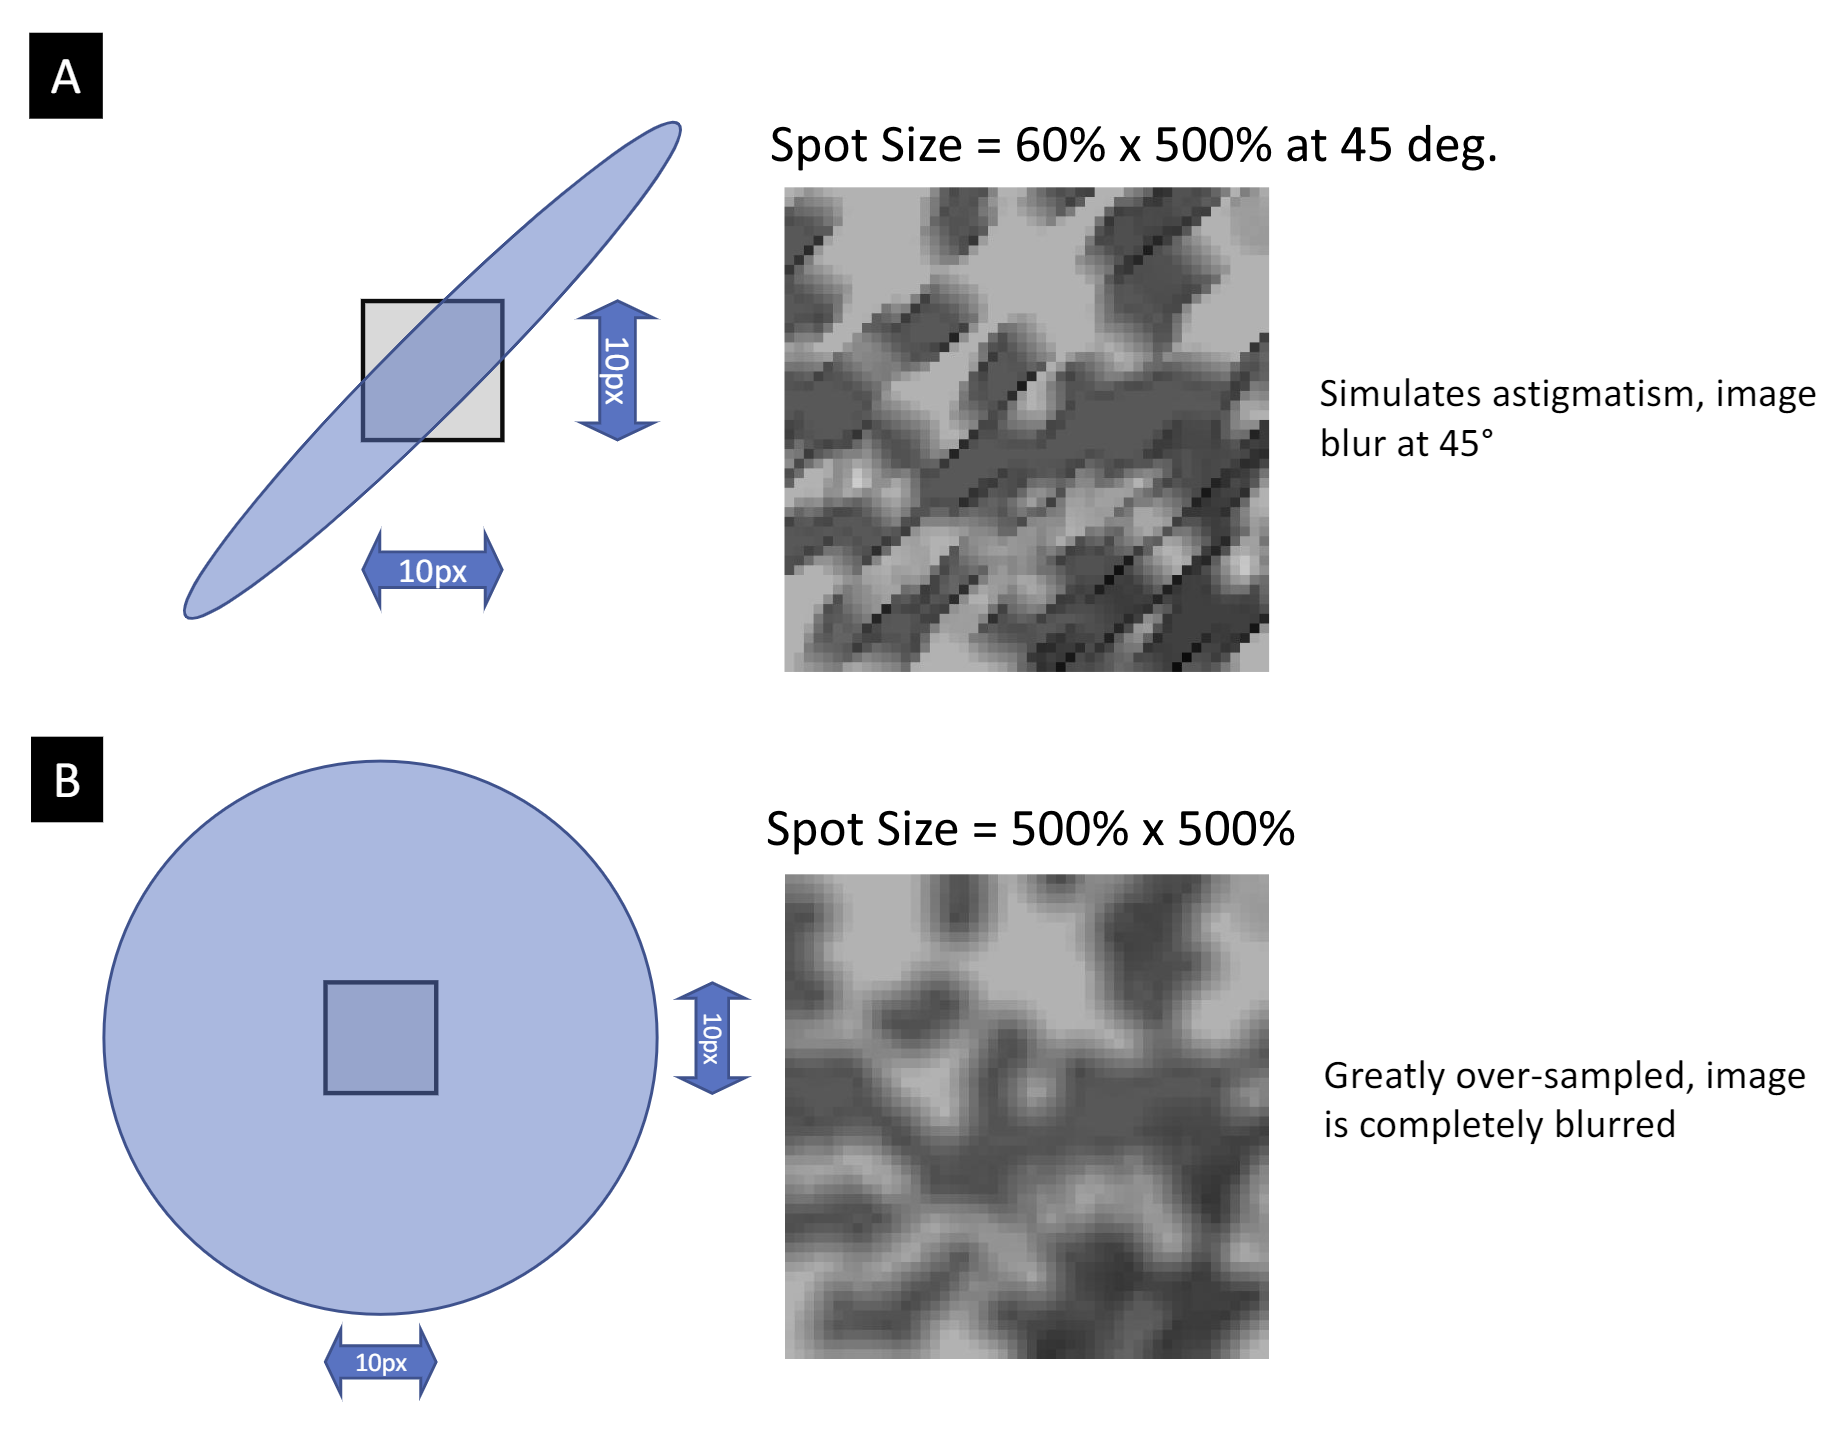 A
Spot Size = 60% x 500% at 45 deg.
10px
Simulates astigmatism, image
blur at 45°
10px
B
Spot Size = 500% x 500%
10px
Greatly over-sampled, image
is completely blurred
10px